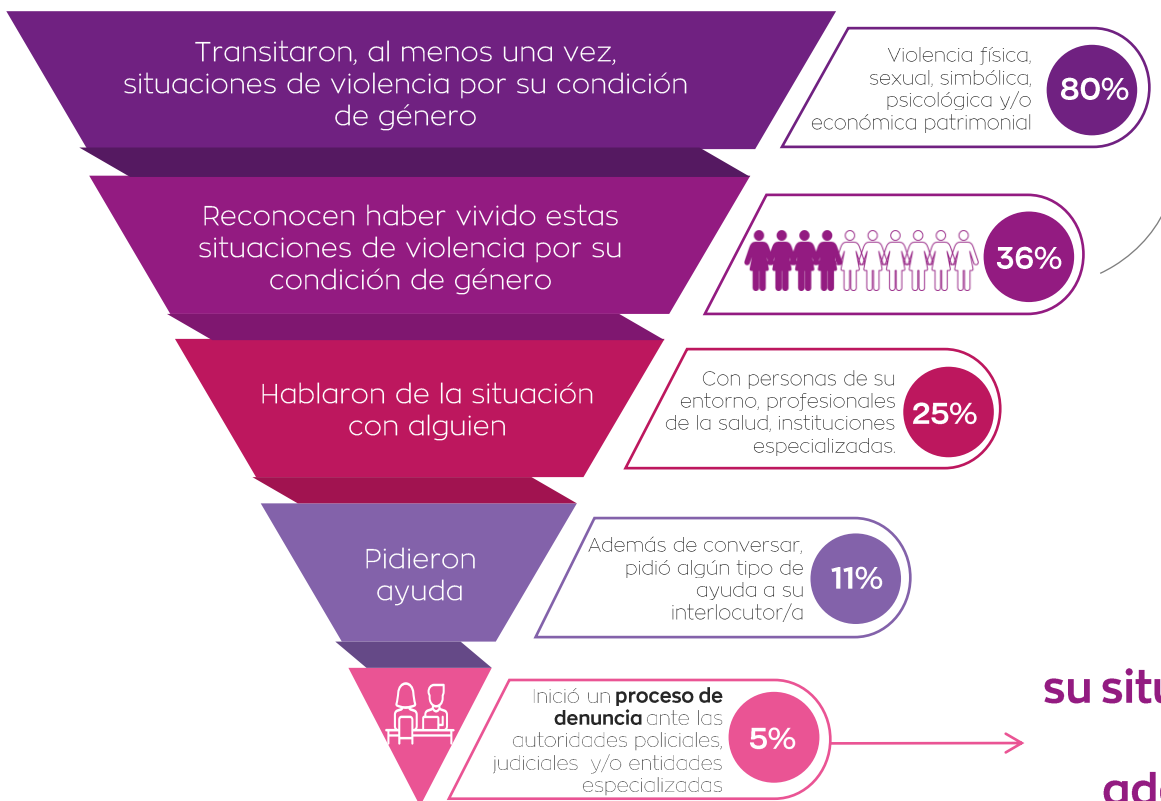 Transitaron, al menos una vez,
situaciones de violencia por su condición
de género
Violencia física,
sexual, simbólica,
psicológica y/o
económica patrimonial
80%
Reconocen haber vivido estas
situaciones de violencia por su
condición de género
36%
Hablaron de la situación
con alguien
Con personas de su
entorno, profesionales
de la salud, instituciones
especializadas.
25%
Pidieron
ayuda
Además de conversar,
pidió algún tipo de
ayuda a su
interlocutor/a
11%
Inició un proceso de
denuncia ante las
autoridades policiales,
judiciales y/o entidades
especializadas
5%
su situ
ade